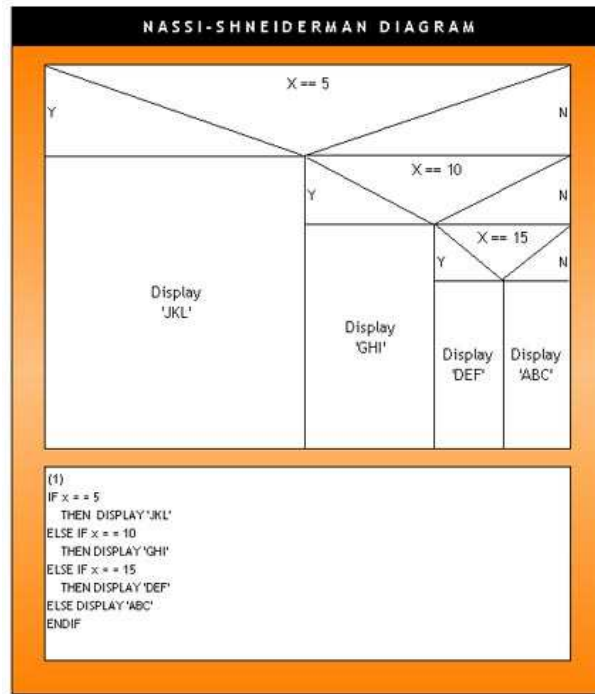 NASSI-SHNEIDERMAN DIAGRAM
X == 5
Y
N
X == 10
Y
N
X == 15
Y
N
Display
'JKL'
Display
'GHI'
Display
'DEF'
Display
'ABC'
(1)
IF x = = 5
THEN DISPLAY 'JKL'
ELSE IF x = = 10
THEN DISPLAY 'GHI'
ELSE IF x = = 15
THEN DISPLAY 'DEF'
ELSE DISPLAY 'ABC'
ENDIF